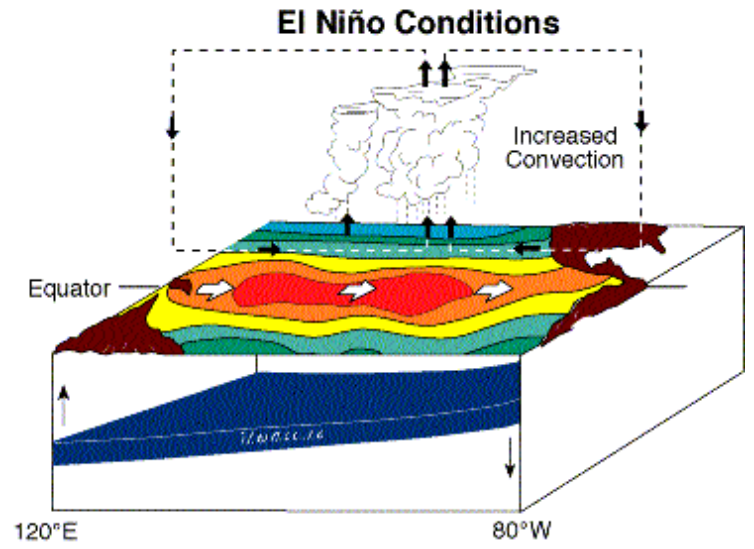 El Niño Conditions
Increased
Convection
Equator
120°E
80°W